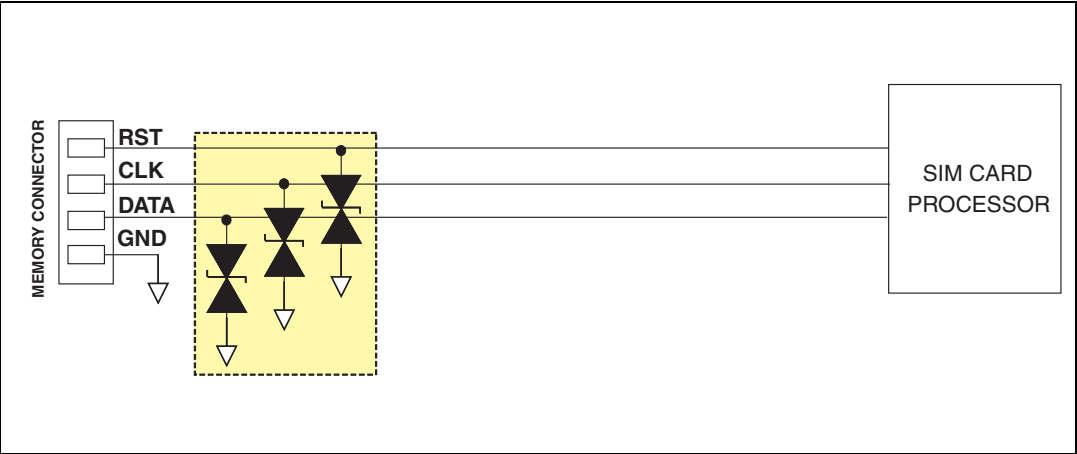 MEMORY CONNECTOR
RST
CLK
DATA
GND
SIM CARD
PROCESSOR